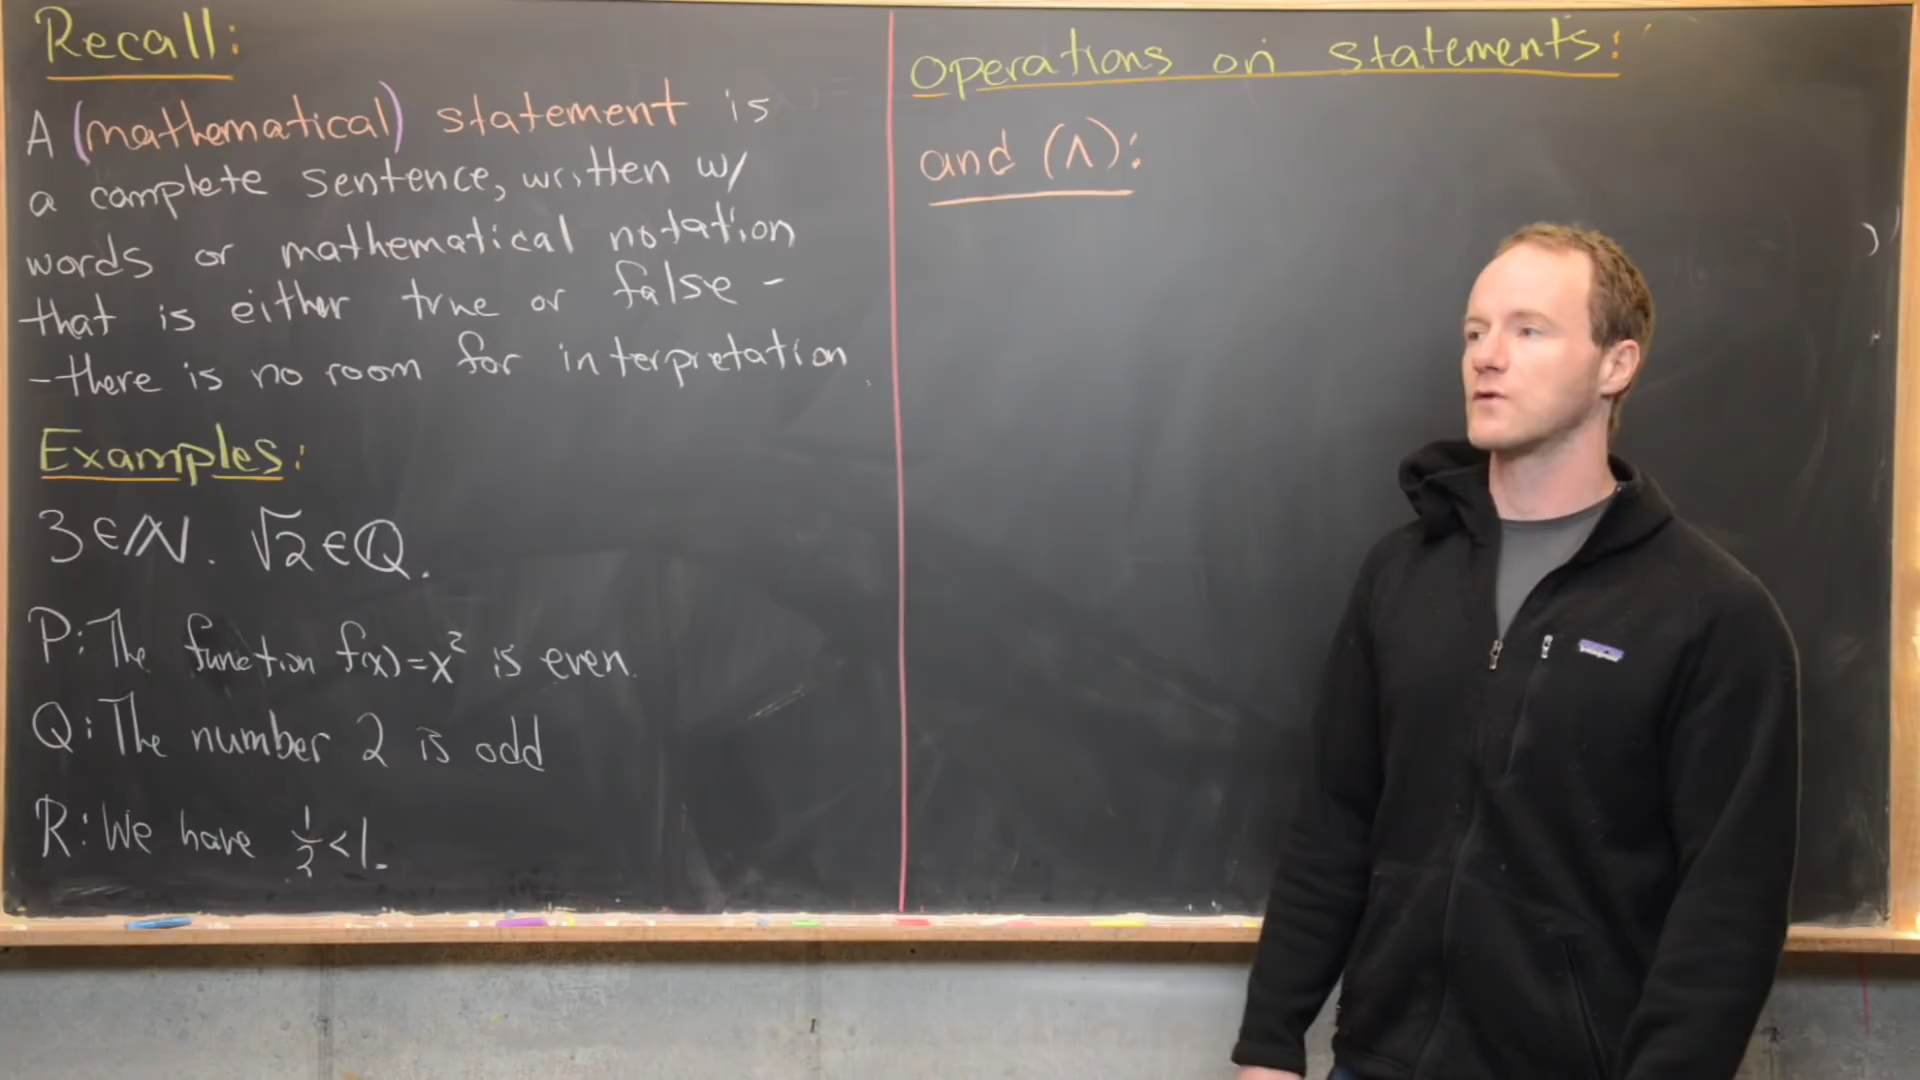 Recall:
A (mathematical) statement is
a complete sentence, written w/
words or mathematical notation
that is either true or false -
- there is no room for interpretation
Examples:
3 ∈ ℕ. √2 ∈ ℚ.
P: The function f(x)=x² is even.
Q: The number 2 is odd
R: We have 1/2 < 1.
Operations on statements:
and (∧):